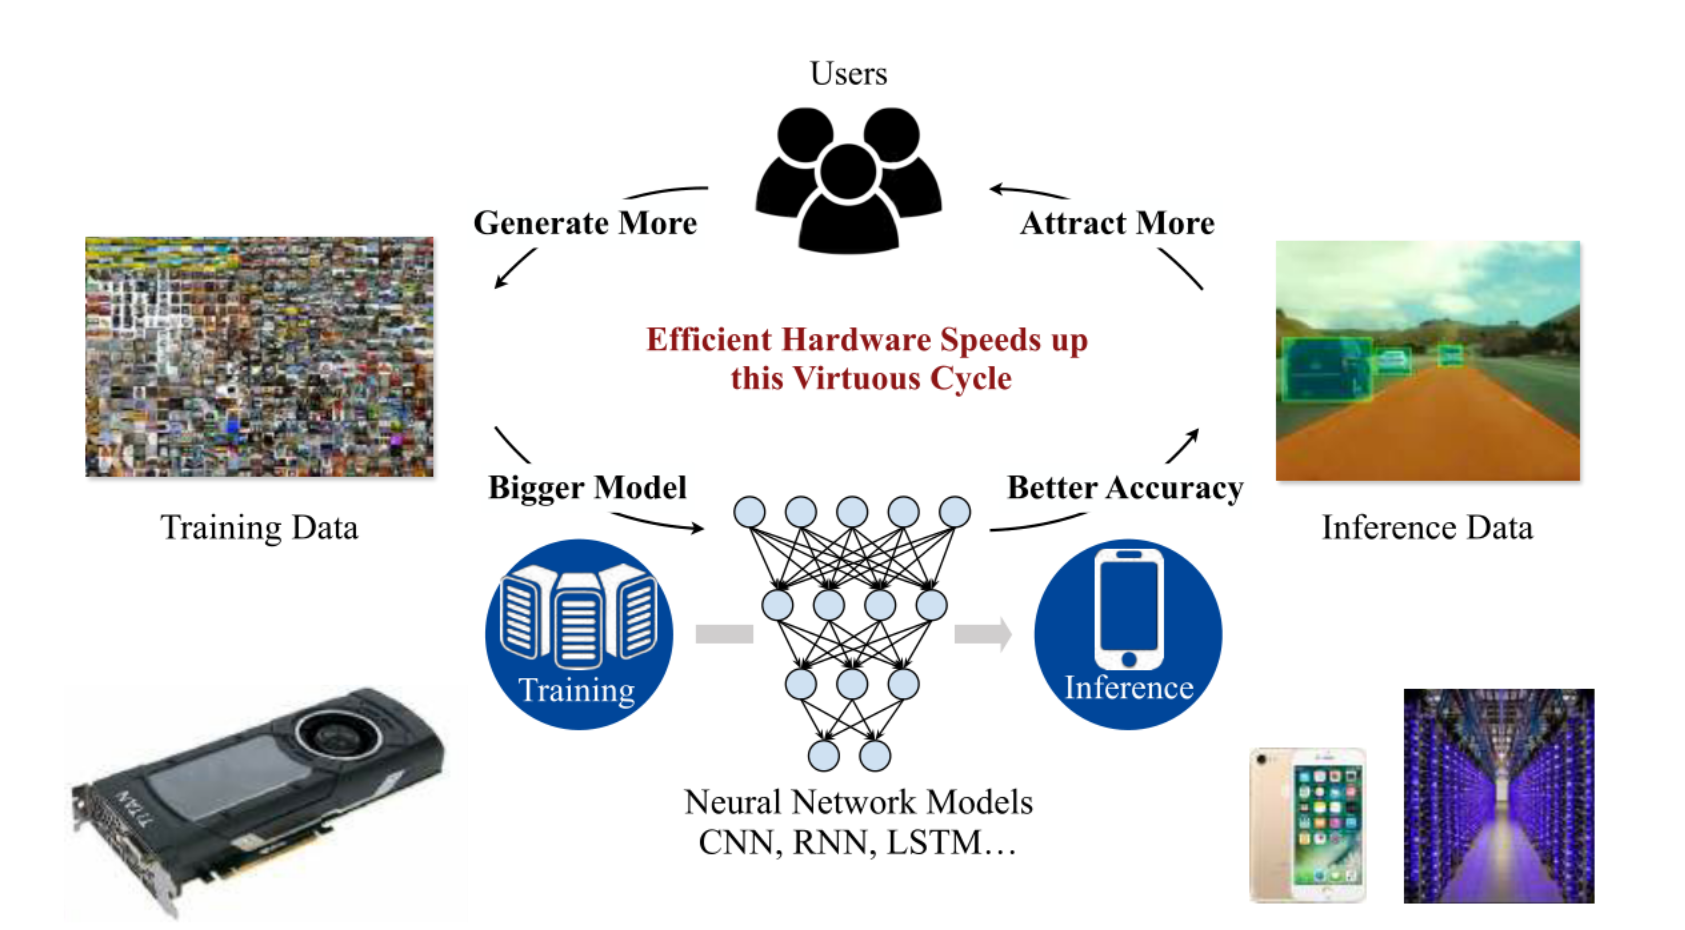 Users
Generate More
Attract More
Efficient Hardware Speeds up
this Virtuous Cycle
Bigger Model
Better Accuracy
Training Data
Inference Data
Training
Inference
TITAN
Neural Network Models
CNN, RNN, LSTM…